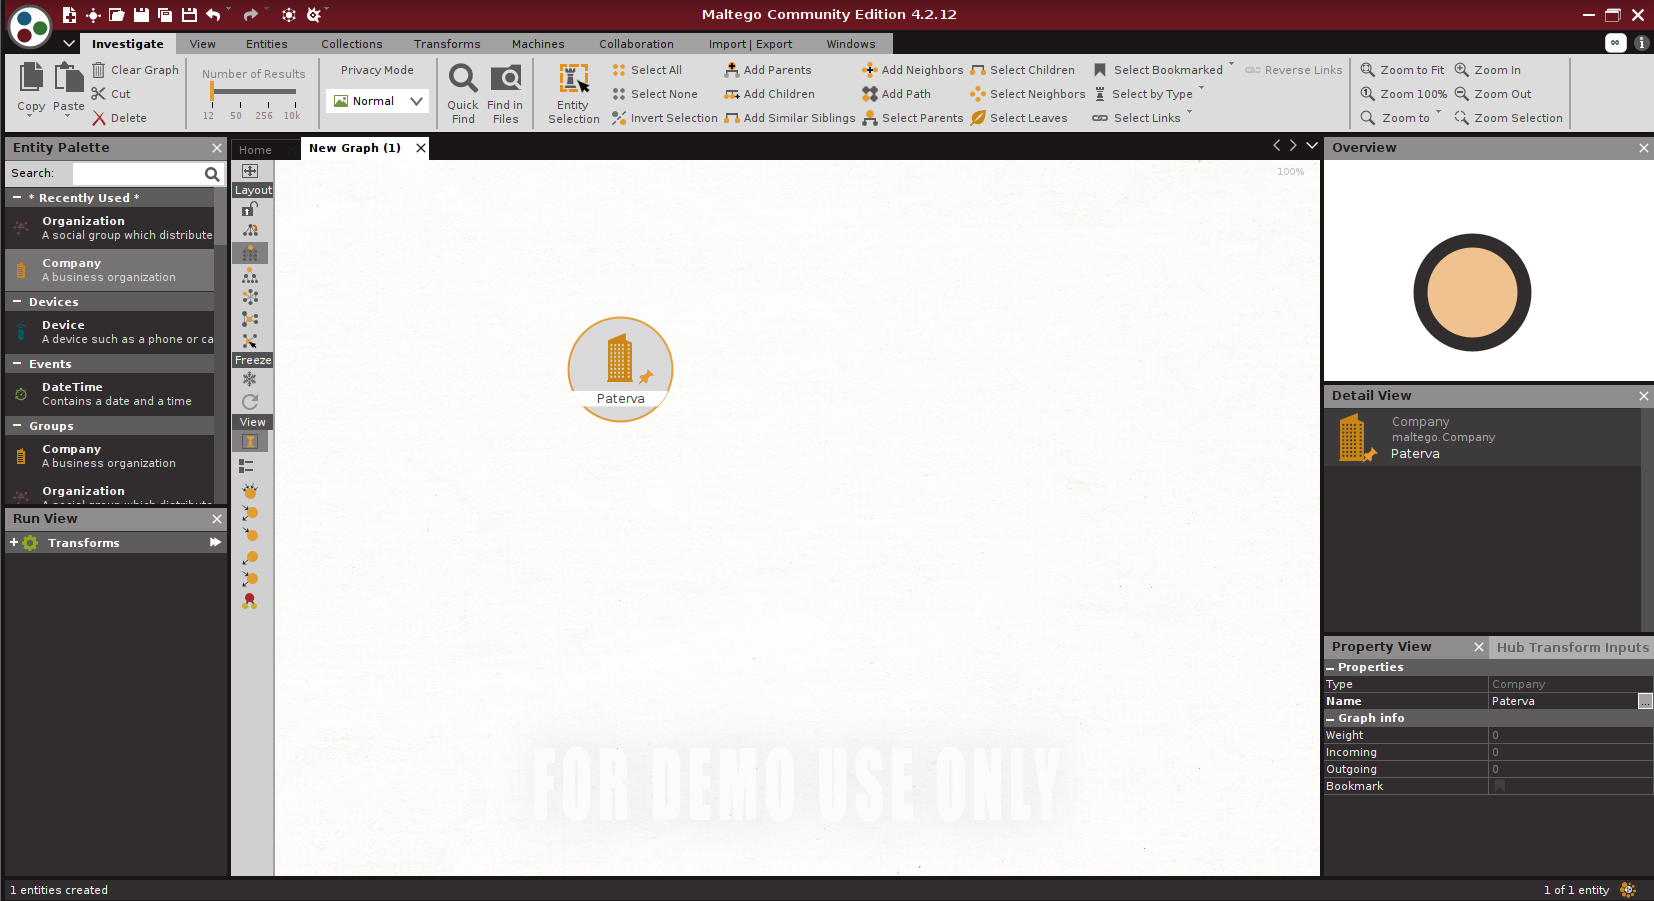 Maltego Community Edition 4.2.12
Investigate View Entities Collections Transforms Machines Collaboration Import | Export Windows
Clear Graph
Cut
Delete
Copy Paste
Number of Results
12 50 256 10k
Privacy Mode
Normal
Quick Find
Find in Files
Entity Selection
Select All
Select None
Invert Selection
Add Parents
Add Children
Add Similar Siblings
Add Neighbors
Add Path
Select Parents
Select Children
Select Neighbors
Select Leaves
Select Bookmarked
Select by Type
Select Links
Reverse Links
Zoom to Fit
Zoom 100%
Zoom to
Zoom In
Zoom Out
Zoom Selection
Entity Palette
Search:
* Recently Used *
Organization
A social group which distribute
Company
A business organization
Devices
Device
A device such as a phone or ca
Events
DateTime
Contains a date and a time
Groups
Company
A business organization
Organization
A social group which distribute
Run View
Transforms
Home
New Graph (1)
100%
Layout
Freeze
View
Paterva
FOR DEMO USE ONLY
Overview
Detail View
Company
maltego.Company
Paterva
Property View
Hub Transform Inputs
Properties
Type Company
Name Paterva ...
Graph info
Weight 0
Incoming 0
Outgoing 0
Bookmark
1 entities created
1 of 1 entity